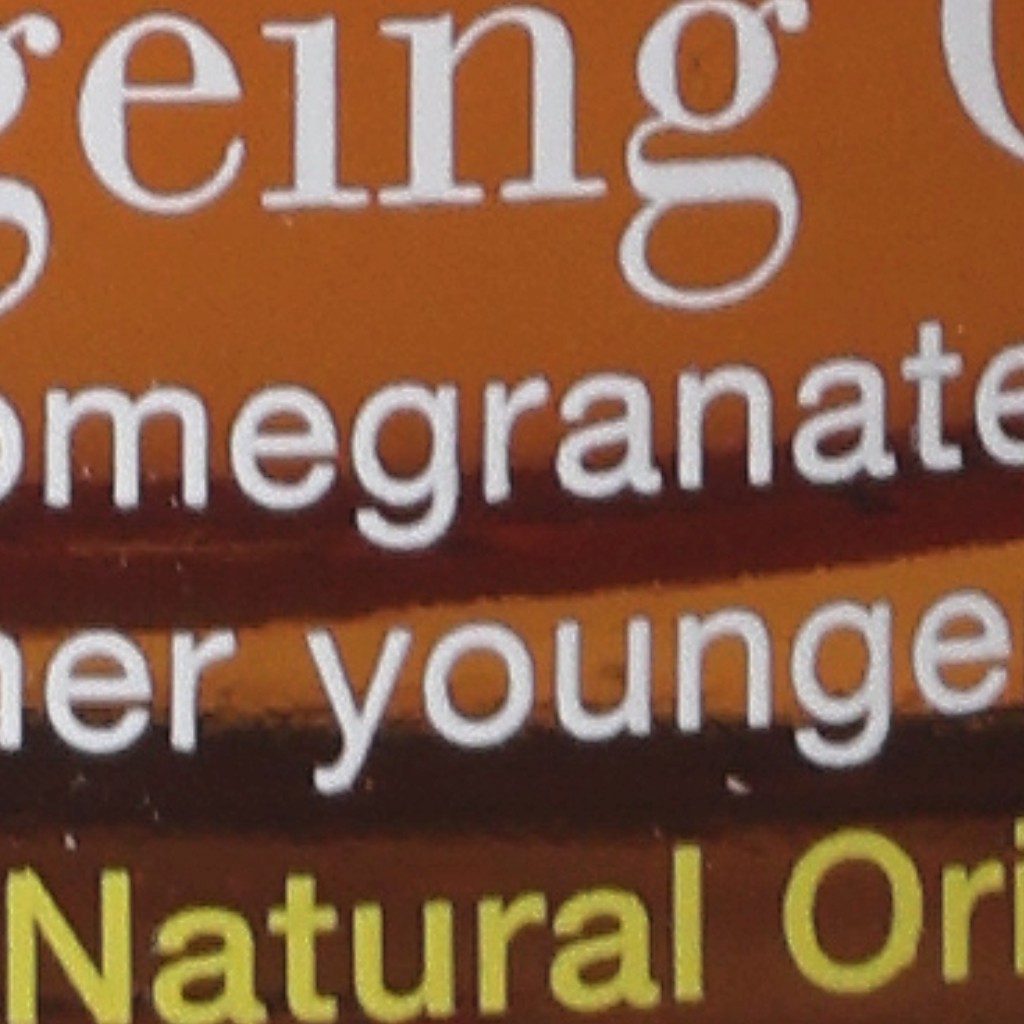 geing
omegranate
her younge
Natural Ori